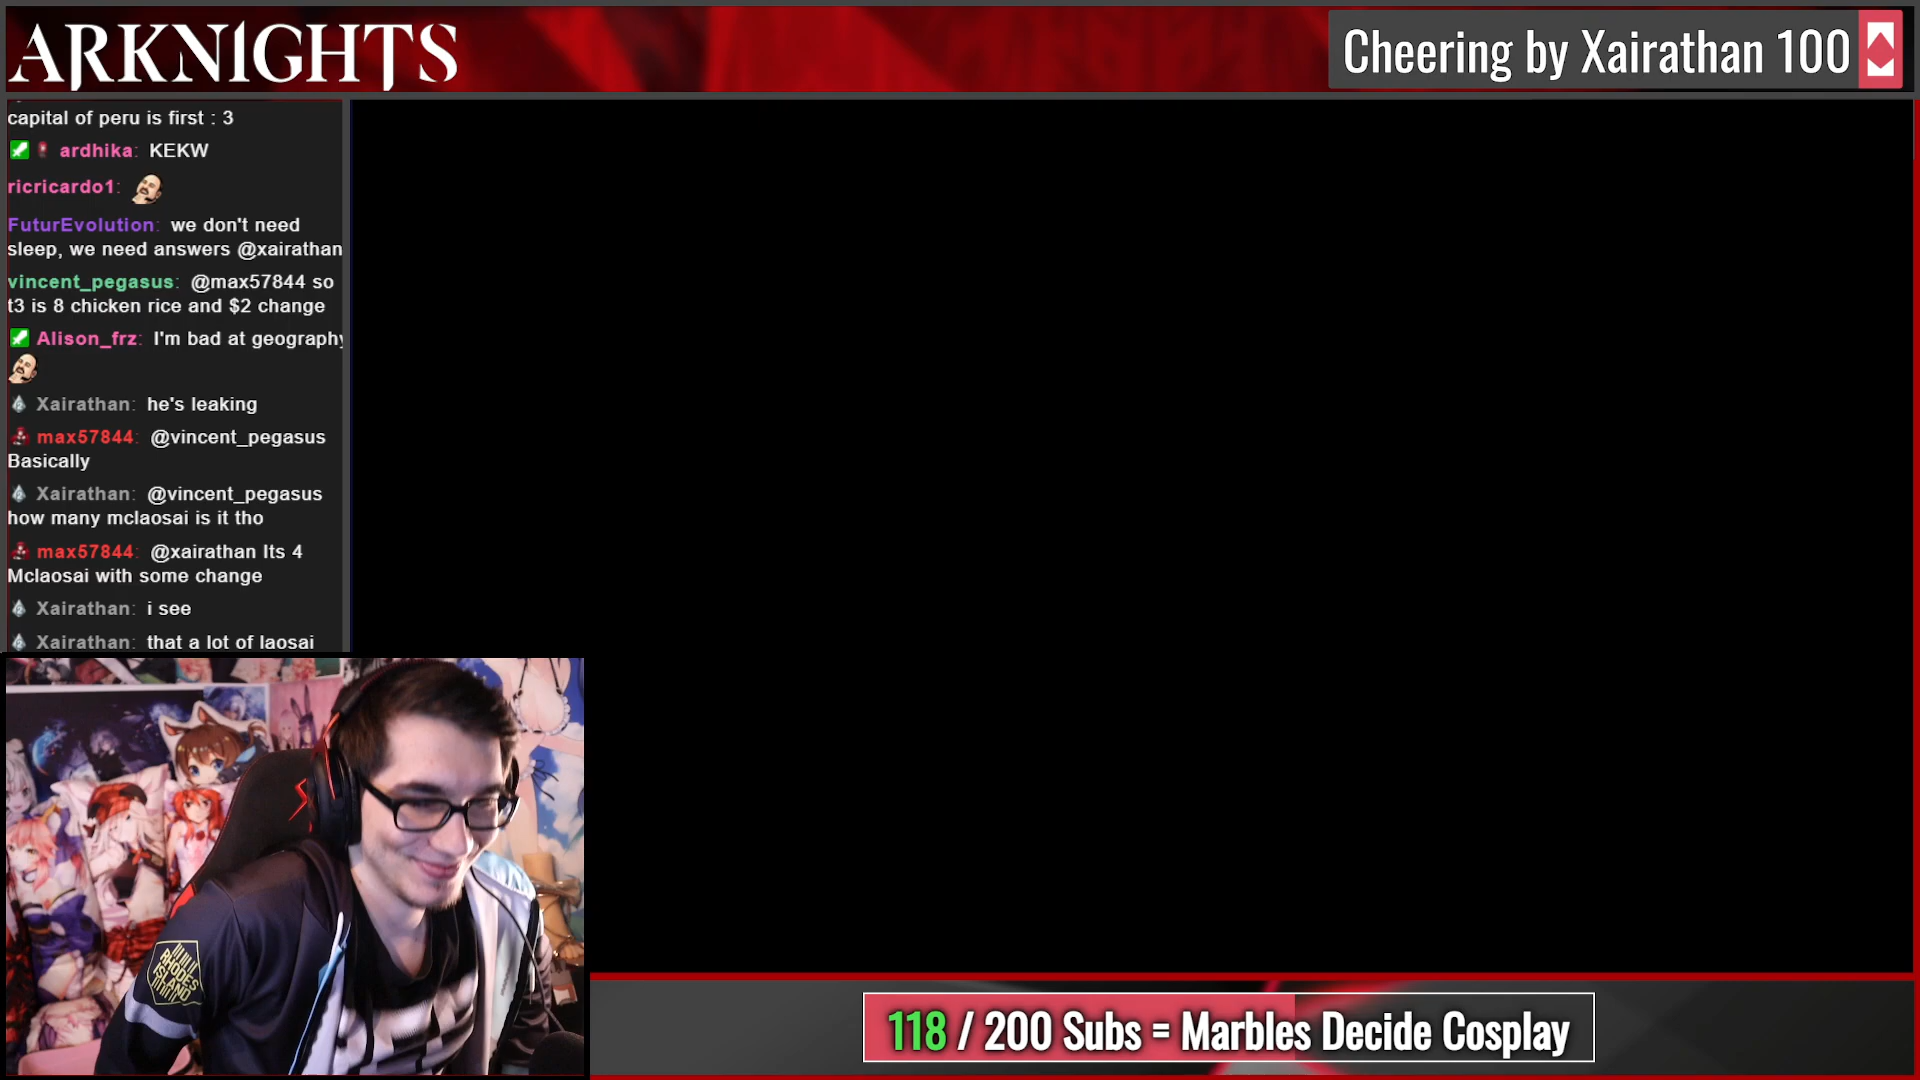 ARKNIGHTS
Cheering by Xairathan 100
capital of peru is first : 3
ardhika: KEKW
ricricardo1:
FuturEvolution: we don't need
sleep, we need answers @xairathan
vincent_pegasus: @max57844 so
t3 is 8 chicken rice and $2 change
Alison_frz: I'm bad at geography
Xairathan: he's leaking
max57844: @vincent_pegasus
Basically
Xairathan: @vincent_pegasus
how many mclaosai is it tho
max57844: @xairathan Its 4
Mclaosai with some change
Xairathan: i see
Xairathan: that a lot of laosai
RHODES
ISLAND
118 / 200 Subs = Marbles Decide Cosplay